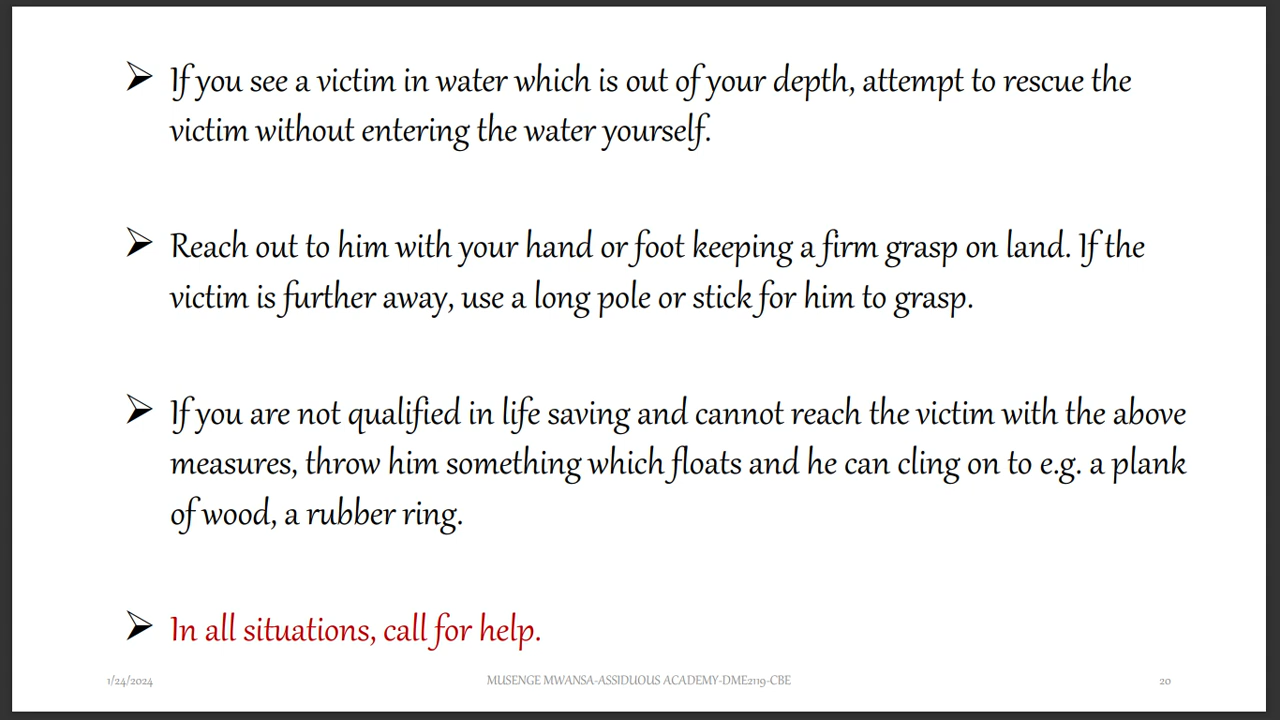 If you see a victim in water which is out of your depth, attempt to rescue the
victim without entering the water yourself.
Reach out to him with your hand or foot keeping a firm grasp on land. If the
victim is further away, use a long pole or stick for him to grasp.
If you are not qualified in life saving and cannot reach the victim with the above
measures, throw him something which floats and he can cling on to e.g. a plank
of wood, a rubber ring.
In all situations, call for help.
1/24/2024 MUSENGE MWANSA-ASSIDUOUS ACADEMY-DME2119-CBE 20